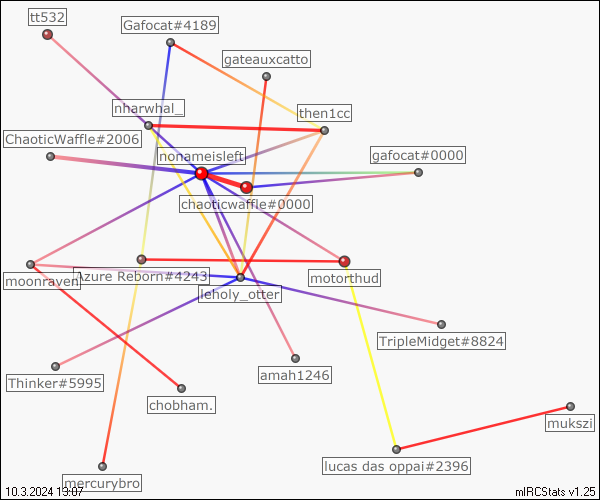 tt532
Gafocat#4189
gateauxcatto
nharwhal_
then1cc
ChaoticWaffle#2006
nonameisleft
gafocat#0000
chaoticwaffle#0000
moonraven
Azure Reborn#4243
motorthud
leholy_otter
TripleMidget#8824
Thinker#5995
amah1246
chobham.
mukszi
lucas das oppai#2396
mercurybro
10.3.2024 19:07
mIRCStats v1.25